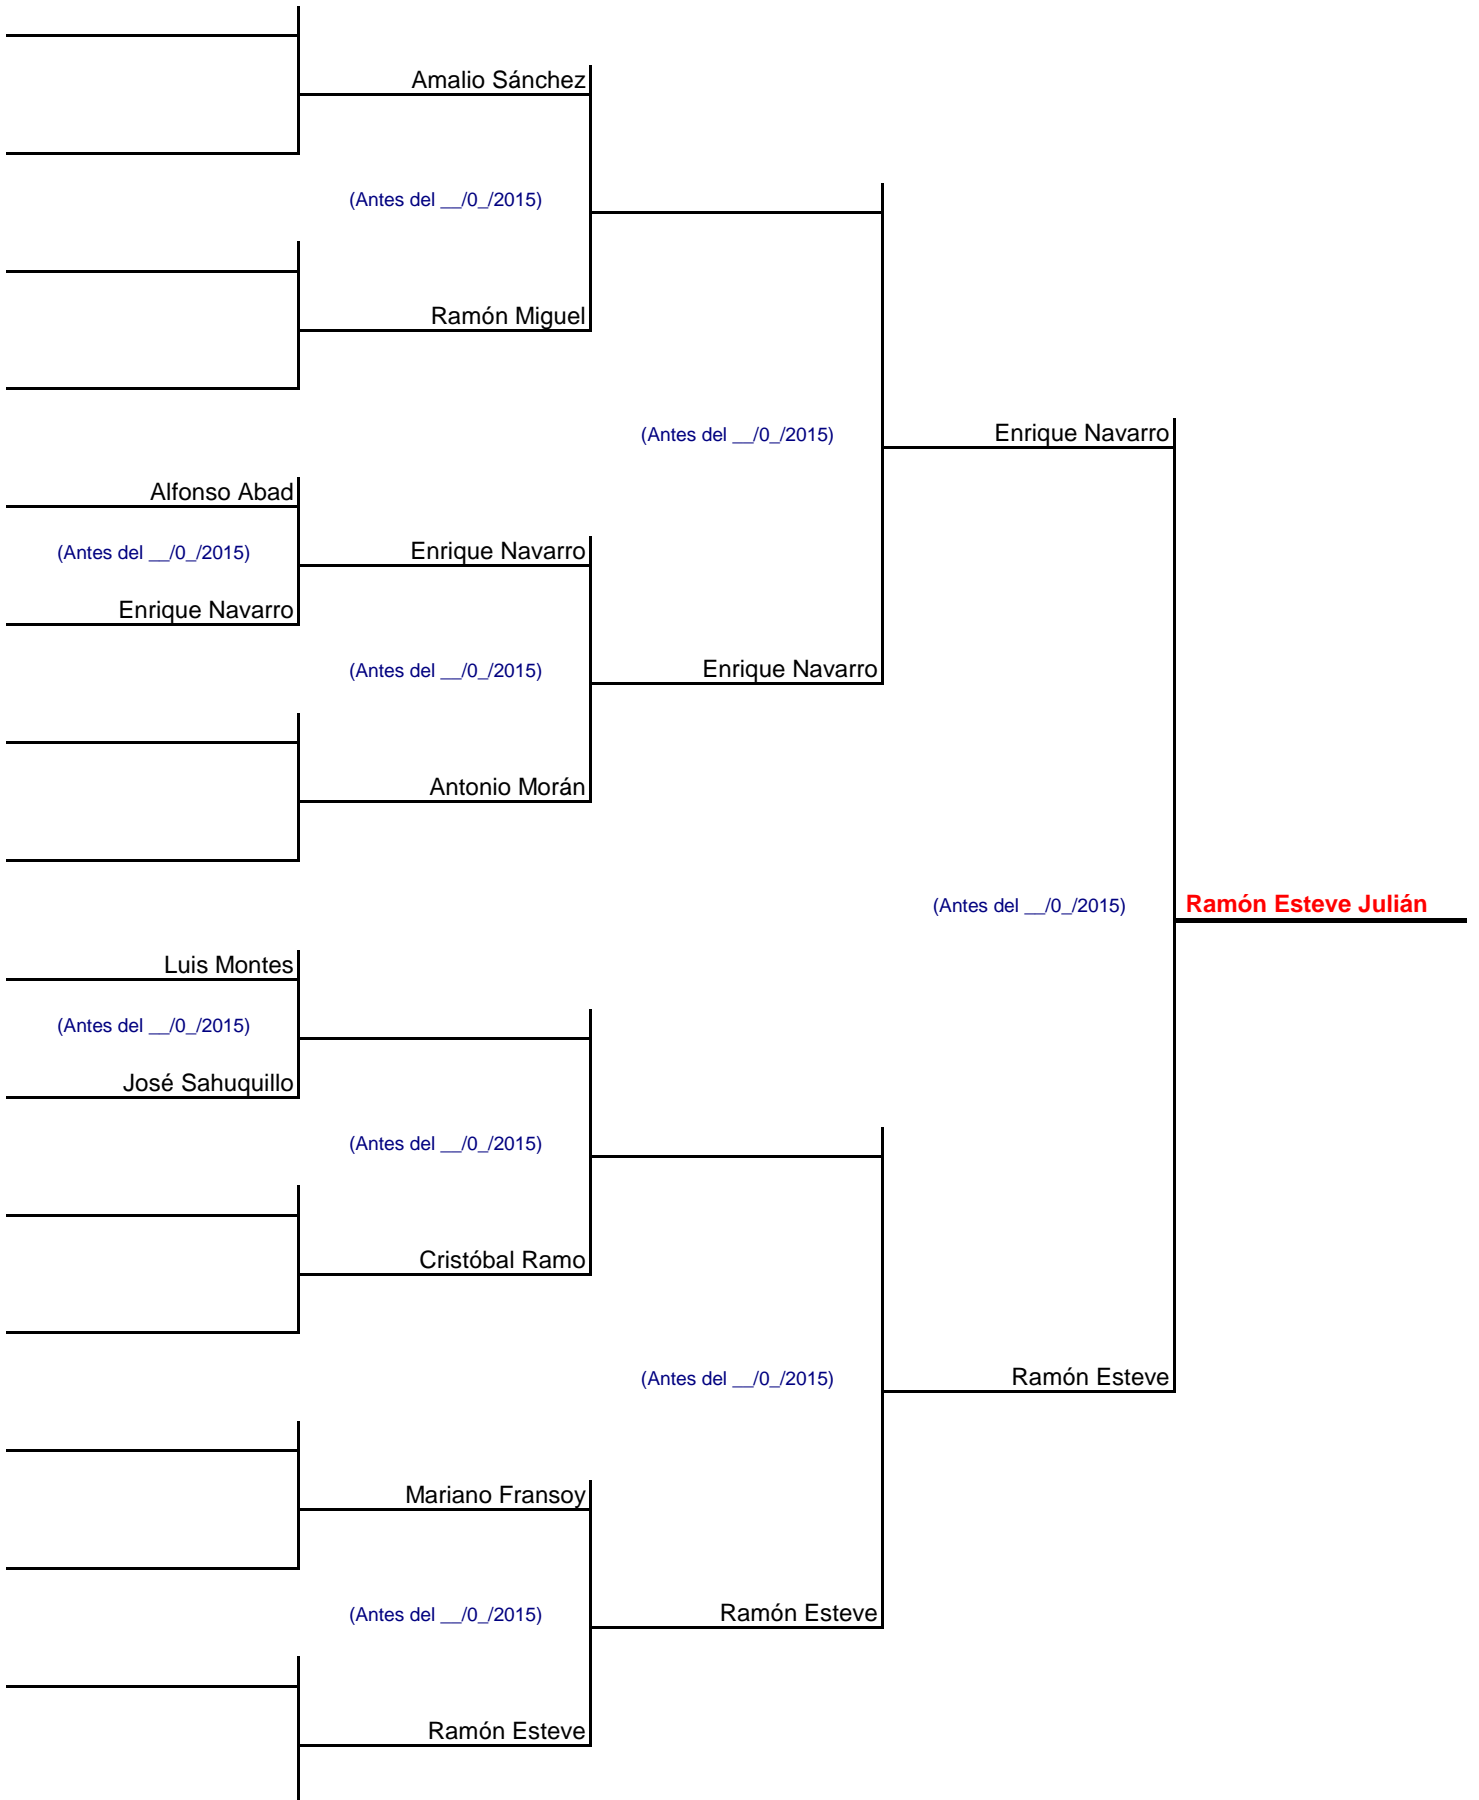 Amalio Sánchez
(Antes del __/0_/2015)
Ramón Miguel
(Antes del __/0_/2015)
Enrique Navarro
Alfonso Abad
(Antes del __/0_/2015)
Enrique Navarro
Enrique Navarro
(Antes del __/0_/2015)
Enrique Navarro
Antonio Morán
(Antes del __/0_/2015)
Ramón Esteve Julián
Luis Montes
(Antes del __/0_/2015)
José Sahuquillo
(Antes del __/0_/2015)
Cristóbal Ramo
(Antes del __/0_/2015)
Ramón Esteve
Mariano Fransoy
(Antes del __/0_/2015)
Ramón Esteve
Ramón Esteve